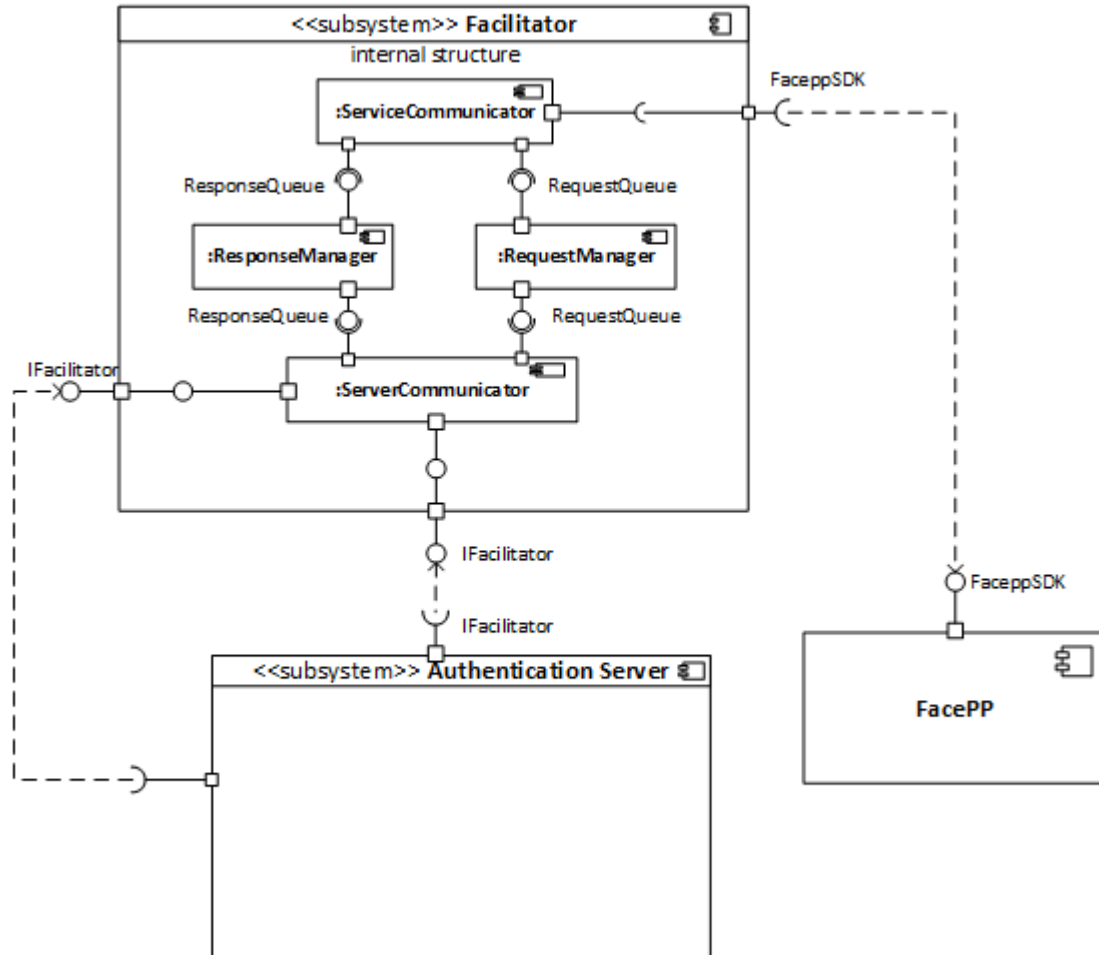 <<subsystem>> Facilitator
internal structure
FaceppSDK
:ServiceCommunicator
ResponseQueue
RequestQueue
:ResponseManager
:RequestManager
ResponseQueue
RequestQueue
IFacilitator
:ServerCommunicator
IFacilitator
FaceppSDK
IFacilitator
<<subsystem>> Authentication Server
FacePP